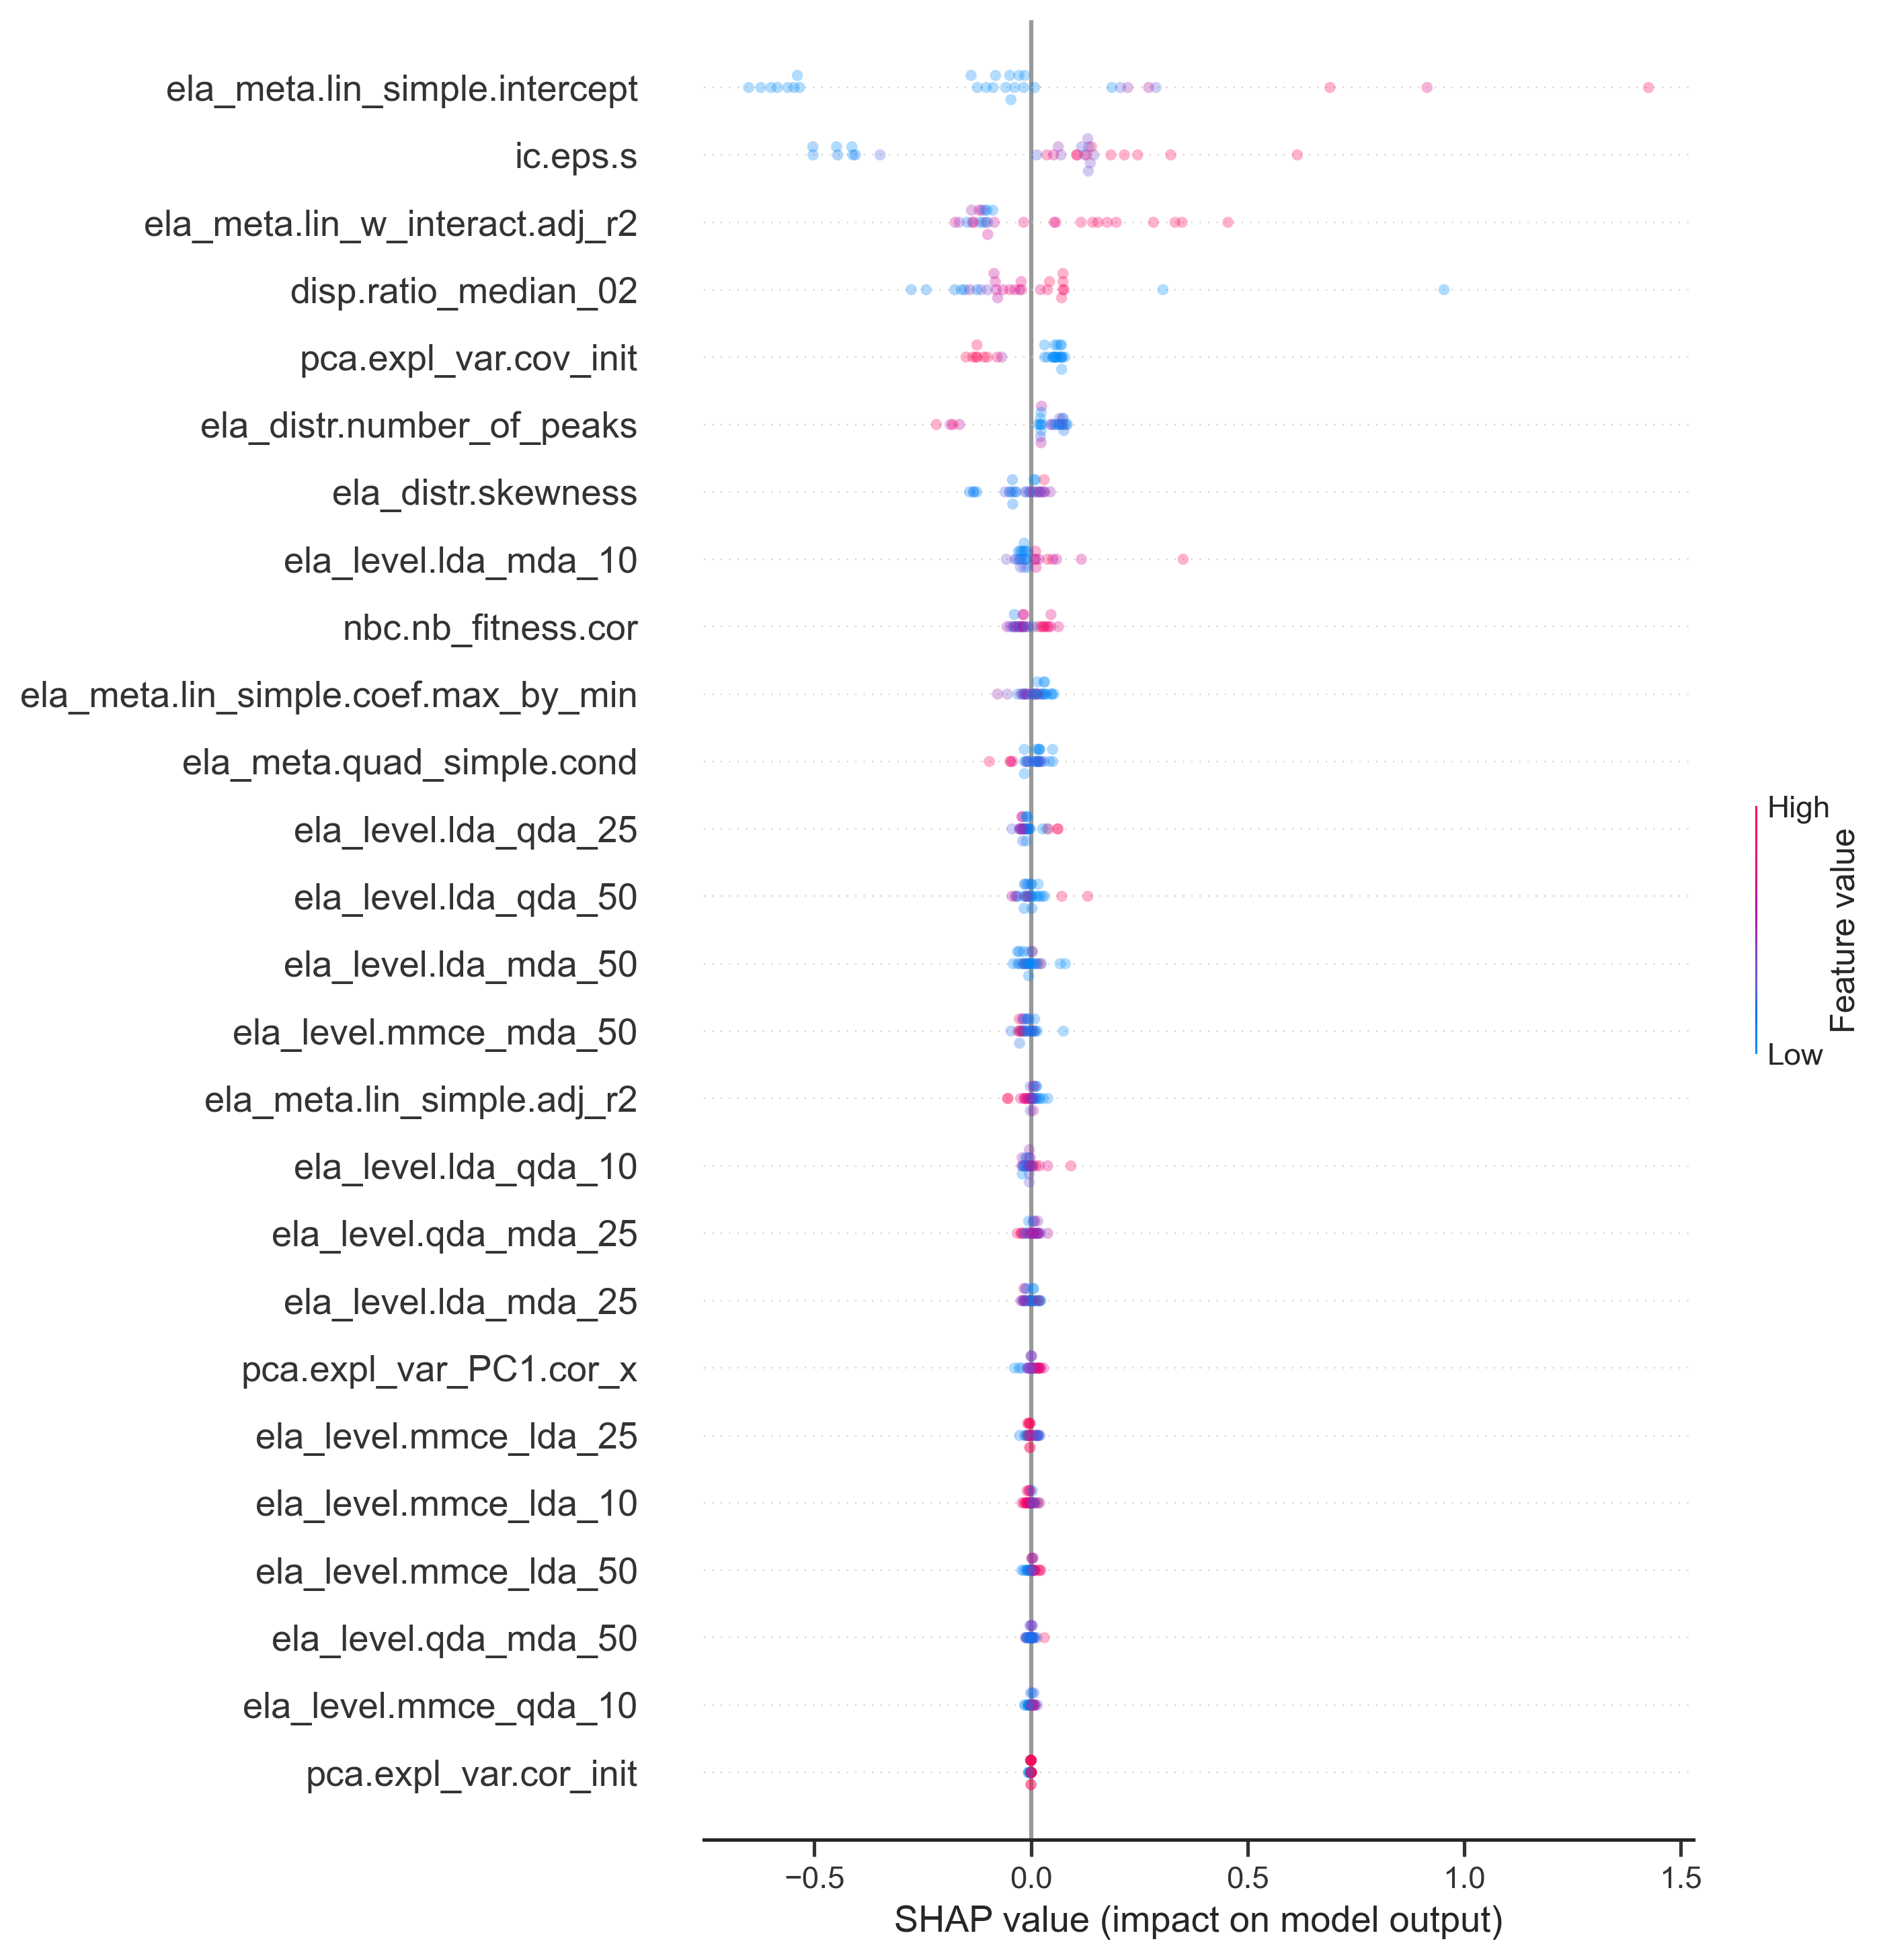 ela_meta.lin_simple.intercept
ic.eps.s
ela_meta.lin_w_interact.adj_r2
disp.ratio_median_02
pca.expl_var.cov_init
ela_distr.number_of_peaks
ela_distr.skewness
ela_level.lda_mda_10
nbc.nb_fitness.cor
ela_meta.lin_simple.coef.max_by_min
ela_meta.quad_simple.cond
ela_level.lda_qda_25
ela_level.lda_qda_50
ela_level.lda_mda_50
ela_level.mmce_mda_50
ela_meta.lin_simple.adj_r2
ela_level.lda_qda_10
ela_level.qda_mda_25
ela_level.lda_mda_25
pca.expl_var_PC1.cor_x
ela_level.mmce_lda_25
ela_level.mmce_lda_10
ela_level.mmce_lda_50
ela_level.qda_mda_50
ela_level.mmce_qda_10
pca.expl_var.cor_init
−0.5 0.0 0.5 1.0 1.5
SHAP value (impact on model output)
High
Feature value
Low